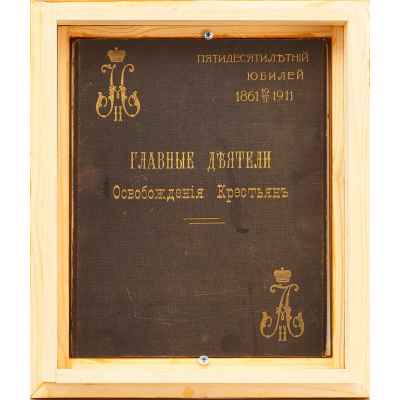 ПЯТИДЕСЯТИЛѢТНІЙ
ЮБИЛЕЙ
1861 1911
ГЛАВНЫЕ ДѢЯТЕЛИ
Освобожденія Крестьянъ